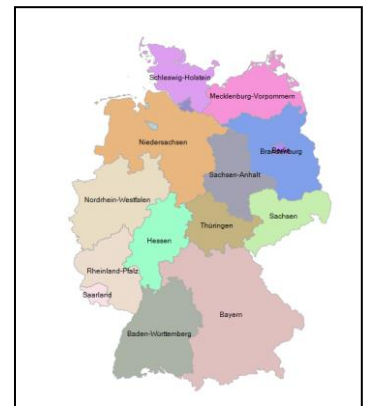 Schleswig-Holstein
Mecklenburg-Vorpommern
Niedersachsen
Berlin
Brandenburg
Sachsen-Anhalt
Nordrhein-Westfalen
Sachsen
Thüringen
Hessen
Rheinland-Pfalz
Saarland
Bayern
Baden-Württemberg